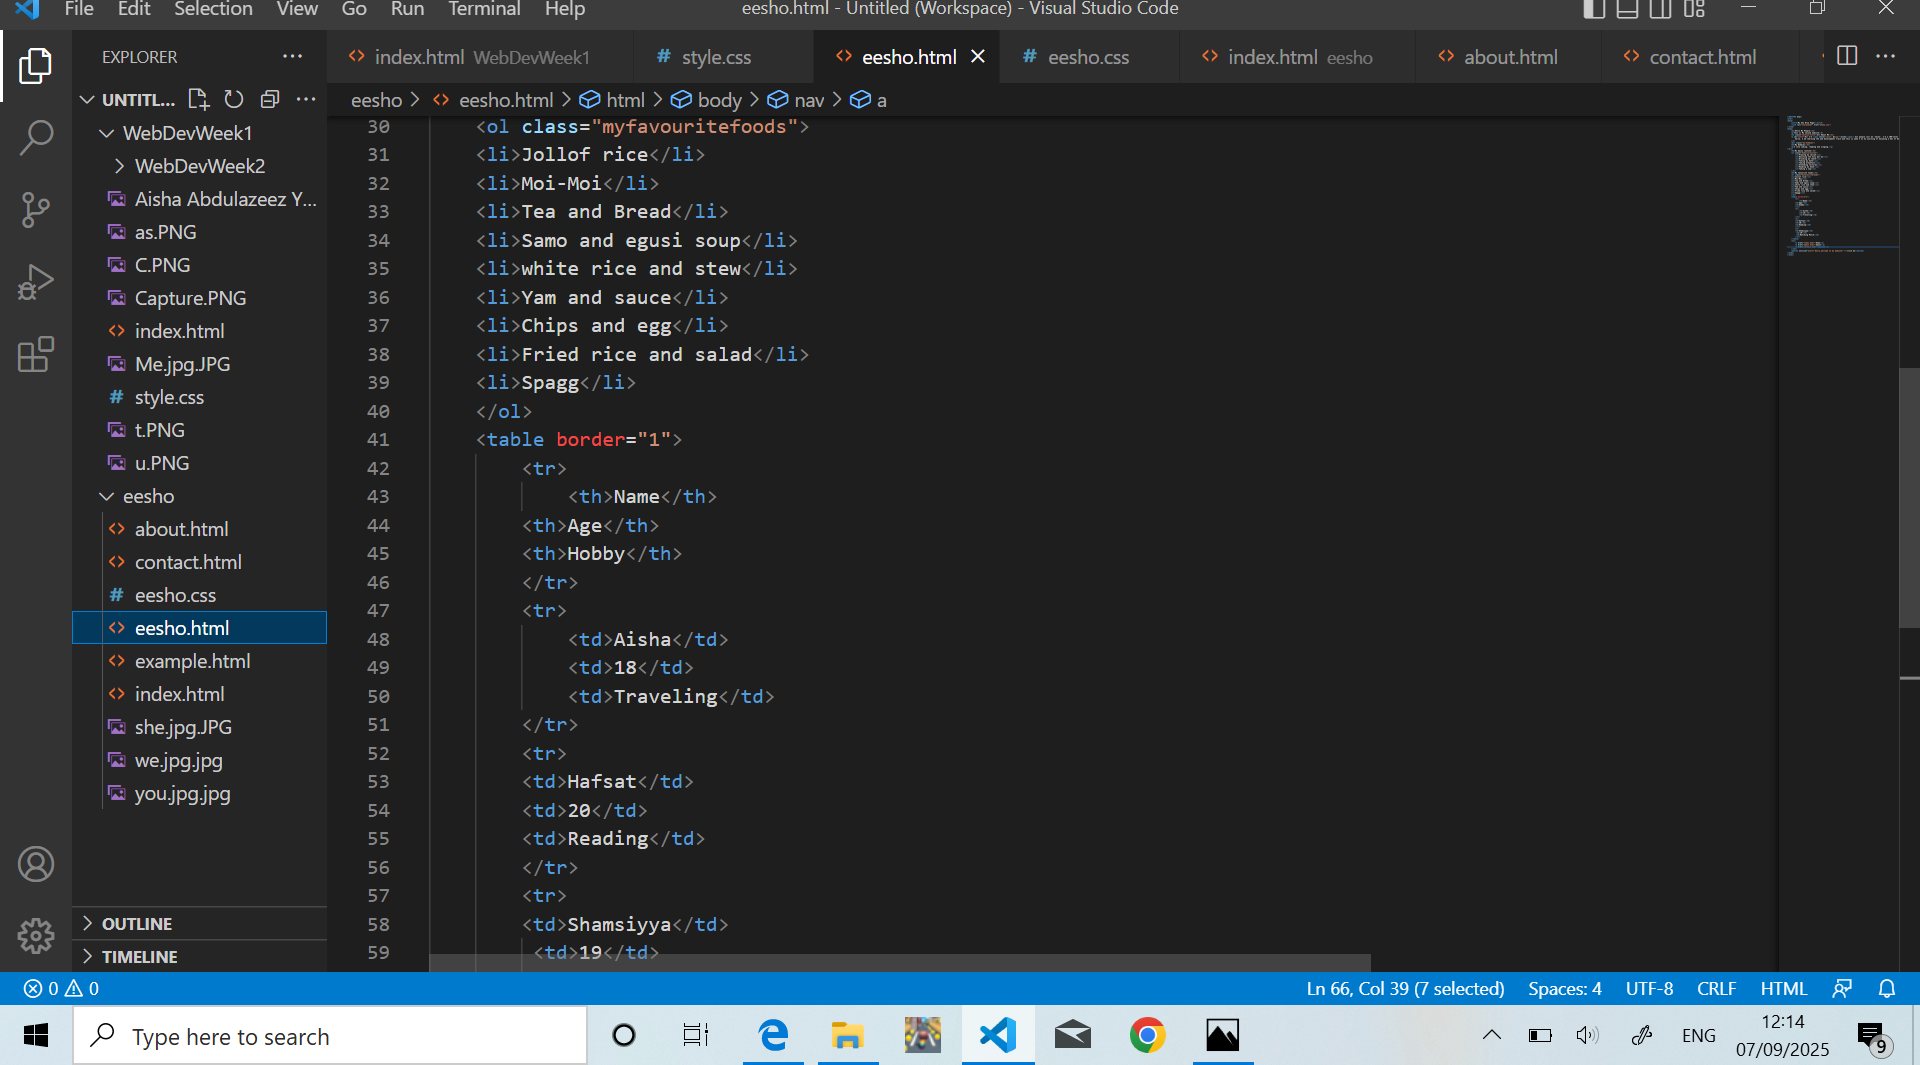 File Edit Selection View Go Run Terminal Help eesho.html - Untitled (Workspace) - Visual Studio Code
EXPLORER
index.html WebDevWeek1 # style.css eesho.html # eesho.css index.html eesho about.html contact.html
UNTITL...
eesho > eesho.html > html > body > nav > a
WebDevWeek1
WebDevWeek2
Aisha Abdulazeez Y...
as.PNG
C.PNG
Capture.PNG
index.html
Me.jpg.JPG
# style.css
t.PNG
u.PNG
eesho
about.html
contact.html
# eesho.css
eesho.html
example.html
index.html
she.jpg.JPG
we.jpg.jpg
you.jpg.jpg
OUTLINE
TIMELINE
30 <ol class="myfavouritefoods">
31 <li>Jollof rice</li>
32 <li>Moi-Moi</li>
33 <li>Tea and Bread</li>
34 <li>Samo and egusi soup</li>
35 <li>white rice and stew</li>
36 <li>Yam and sauce</li>
37 <li>Chips and egg</li>
38 <li>Fried rice and salad</li>
39 <li>Spagg</li>
40 </ol>
41 <table border="1">
42 <tr>
43 <th>Name</th>
44 <th>Age</th>
45 <th>Hobby</th>
46 </tr>
47 <tr>
48 <td>Aisha</td>
49 <td>18</td>
50 <td>Traveling</td>
51 </tr>
52 <tr>
53 <td>Hafsat</td>
54 <td>20</td>
55 <td>Reading</td>
56 </tr>
57 <tr>
58 <td>Shamsiyya</td>
59 <td>19</td>
0 0 Ln 66, Col 39 (7 selected) Spaces: 4 UTF-8 CRLF HTML
Type here to search
ENG
12:14
07/09/2025
9